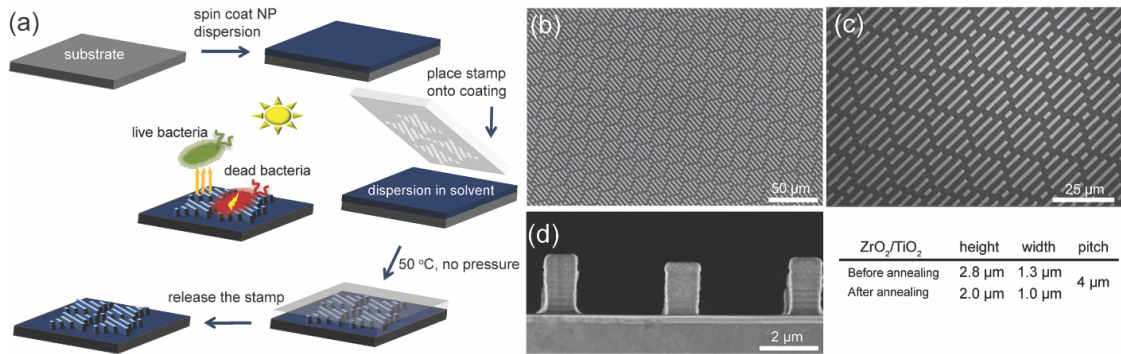 (a)
spin coat NP
dispersion
substrate
place stamp
onto coating
live bacteria
dead bacteria
dispersion in solvent
50 °C, no pressure
release the stamp
(b)
50 µm
(c)
25 µm
(d)
2 µm
ZrO₂/TiO₂ height width pitch
Before annealing 2.8 µm 1.3 µm
4 µm
After annealing 2.0 µm 1.0 µm